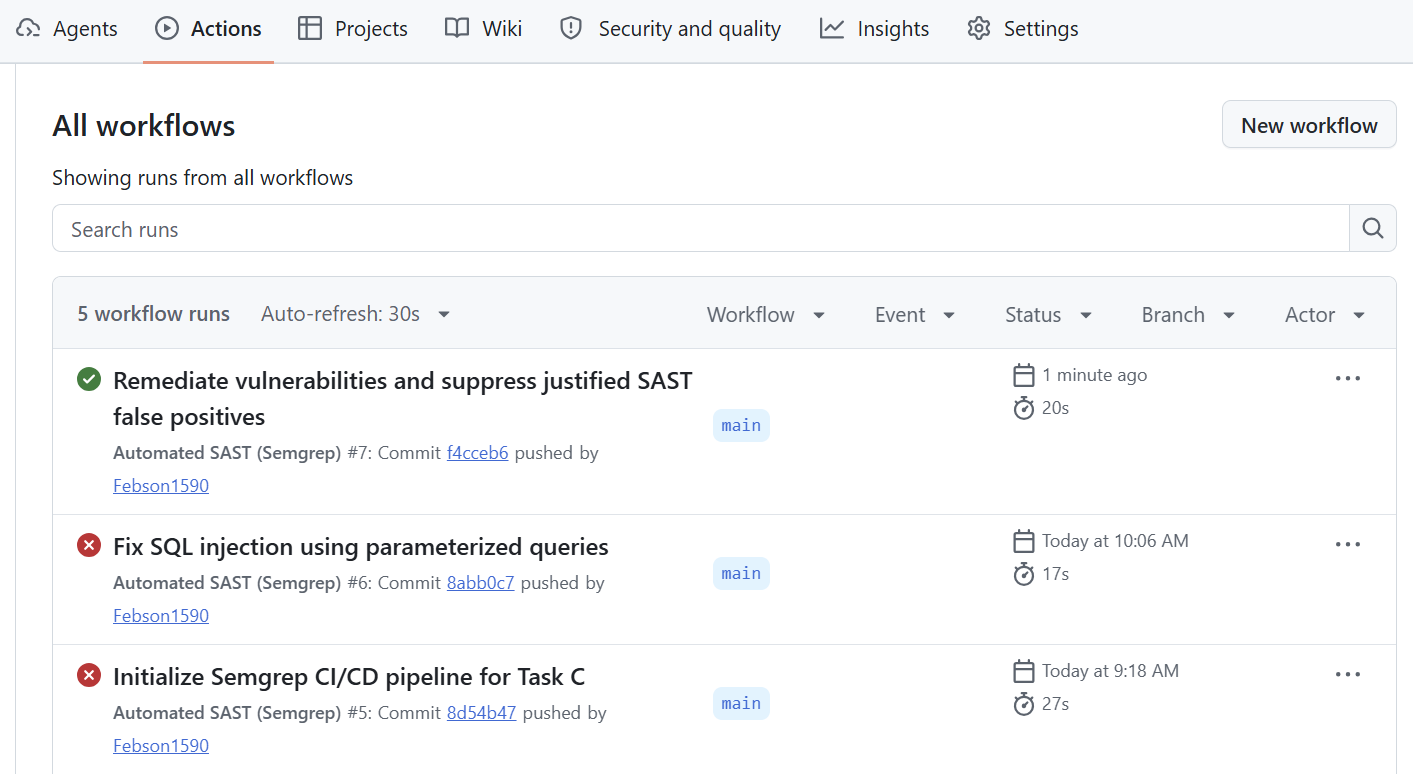 Agents Actions Projects Wiki Security and quality Insights Settings
All workflows
New workflow
Showing runs from all workflows
Search runs
5 workflow runs Auto-refresh: 30s Workflow Event Status Branch Actor
Remediate vulnerabilities and suppress justified SAST
false positives
Automated SAST (Semgrep) #7: Commit f4cceb6 pushed by
Febson1590
main
1 minute ago
20s
Fix SQL injection using parameterized queries
Automated SAST (Semgrep) #6: Commit 8abb0c7 pushed by
Febson1590
main
Today at 10:06 AM
17s
Initialize Semgrep CI/CD pipeline for Task C
Automated SAST (Semgrep) #5: Commit 8d54b47 pushed by
Febson1590
main
Today at 9:18 AM
27s